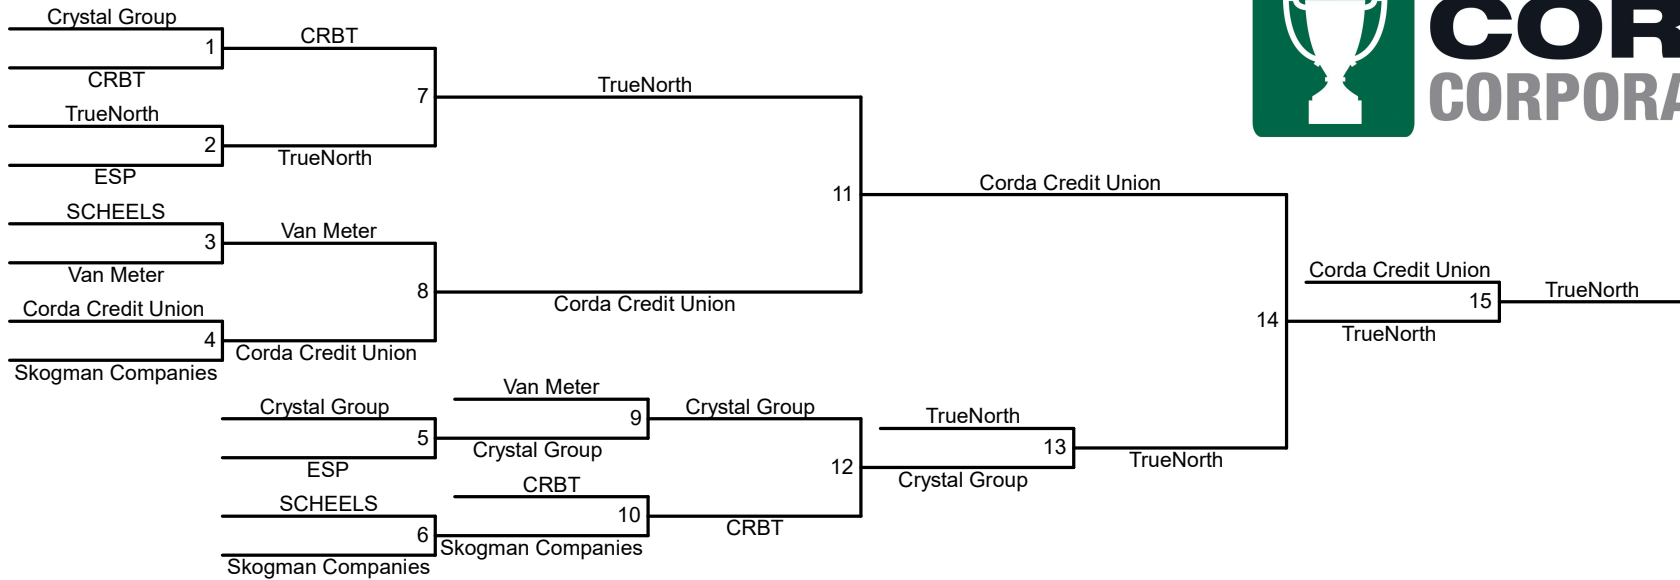 Crystal Group
1
CRBT
CRBT
7
TrueNorth
2
ESP
TrueNorth
TrueNorth
11
SCHEELS
3
Van Meter
Van Meter
8
Corda Credit Union
4
Skogman Companies
Corda Credit Union
Corda Credit Union
Corda Credit Union
14
Crystal Group
5
ESP
Van Meter
9
Crystal Group
Crystal Group
12
SCHEELS
6
Skogman Companies
CRBT
10
Skogman Companies
CRBT
TrueNorth
13
Crystal Group
TrueNorth
Corda Credit Union
15
TrueNorth
TrueNorth
COR
CORPORA